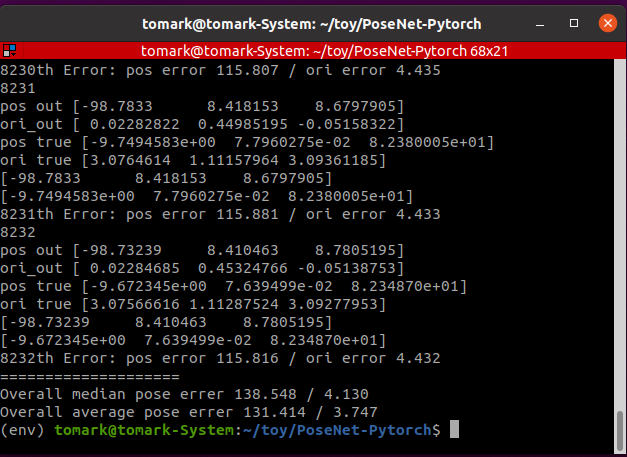 tomark@tomark-System: ~/toy/PoseNet-Pytorch
tomark@tomark-System: ~/toy/PoseNet-Pytorch 68x21
8230th Error: pos error 115.807 / ori error 4.435
8231
pos out [-98.7833     8.418153    8.6797905]
ori_out [ 0.02282822  0.44985195 -0.05158322]
pos true [-9.7494583e+00  7.7960275e-02  8.2380005e+01]
ori true [3.0764614  1.11157964 3.09361185]
[-98.7833     8.418153    8.6797905]
[-9.7494583e+00  7.7960275e-02  8.2380005e+01]
8231th Error: pos error 115.881 / ori error 4.433
8232
pos out [-98.73239     8.410463    8.7805195]
ori_out [ 0.02284685  0.45324766 -0.05138753]
pos true [-9.672345e+00  7.639499e-02  8.234870e+01]
ori true [3.07566616 1.11287524 3.09277953]
[-98.73239     8.410463    8.7805195]
[-9.672345e+00  7.639499e-02  8.234870e+01]
8232th Error: pos error 115.816 / ori error 4.432
====================
Overall median pose errer 138.548 / 4.130
Overall average pose errer 131.414 / 3.747
(env) tomark@tomark-System:~/toy/PoseNet-Pytorch$